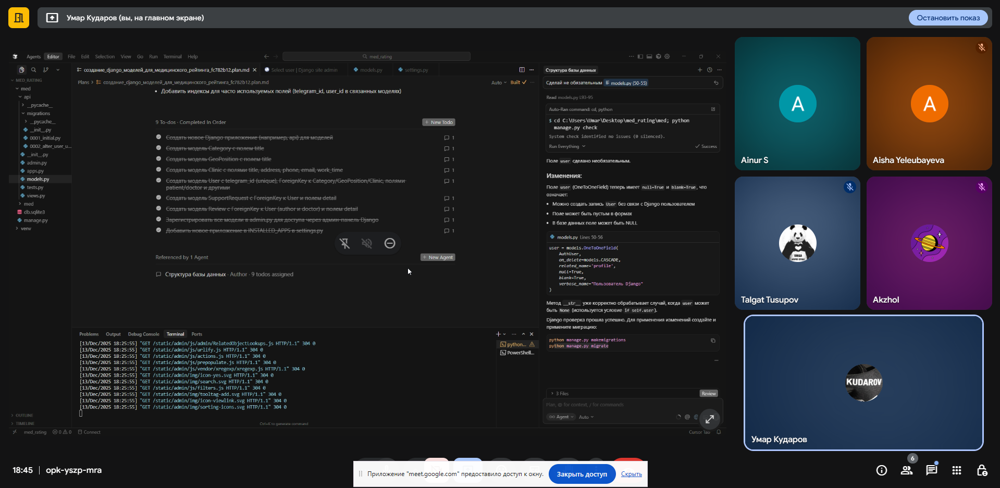 Умар Кударов (вы, на главном экране)
Остановить показ
Agents Editor File Edit Selection View Go Run Terminal Help
med_rating
создание_django_моделей_для_медицинского_рейтинга_fc782b12.plan.md
Select user | Django site admin
models.py
settings.py
Plans > создание_django_моделей_для_медицинского_рейтинга_fc782b12.plan.md
Auto
Built
MED_RATING
med
api
__pycache__
migrations
__pycache__
__init__.py
0001_initial.py
0002_alter_user_u...
__init__.py
admin.py
apps.py
models.py
tests.py
views.py
med
db.sqlite3
manage.py
venv
OUTLINE
TIMELINE
• Добавить индексы для часто используемых полей (telegram_id, user_id в связанных моделях)
9 To-dos · Completed In Order
+ New Todo
Создать новое Django приложение (например, api) для моделей 1
Создать модель Category с полем title 1
Создать модель GeoPosition с полем title 1
Создать модель Clinic с полями title, address, phone, email, work_time 1
Создать модель User с telegram_id (unique), ForeignKey к Category/GeoPosition/Clinic, полями 1
patient/doctor и другими
Создать модель SupportRequest с ForeignKey к User и полем detail 1
Создать модель Review с ForeignKey к User (author и doctor) и полем detail 1
Зарегистрировать все модели в admin.py для доступа через админ-панель Django 1
Добавить новое приложение в INSTALLED_APPS в settings.py 1
Referenced by 1 Agent
+ New Agent
Структура базы данных · Author · 9 todos assigned
Problems Output Debug Console Terminal Ports
[13/Dec/2025 18:25:55] "GET /static/admin/js/admin/RelatedObjectLookups.js HTTP/1.1" 304 0
[13/Dec/2025 18:25:55] "GET /static/admin/js/urlify.js HTTP/1.1" 304 0
[13/Dec/2025 18:25:55] "GET /static/admin/js/actions.js HTTP/1.1" 304 0
[13/Dec/2025 18:25:55] "GET /static/admin/js/prepopulate.js HTTP/1.1" 304 0
[13/Dec/2025 18:25:55] "GET /static/admin/js/vendor/xregexp/xregexp.js HTTP/1.1" 304 0
[13/Dec/2025 18:25:55] "GET /static/admin/img/icon-yes.svg HTTP/1.1" 304 0
[13/Dec/2025 18:25:55] "GET /static/admin/img/search.svg HTTP/1.1" 304 0
[13/Dec/2025 18:25:55] "GET /static/admin/js/filters.js HTTP/1.1" 304 0
[13/Dec/2025 18:25:55] "GET /static/admin/img/tooltag-add.svg HTTP/1.1" 304 0
[13/Dec/2025 18:25:55] "GET /static/admin/img/icon-viewlink.svg HTTP/1.1" 304 0
[13/Dec/2025 18:25:55] "GET /static/admin/img/sorting-icons.svg HTTP/1.1" 304 0
Ctrl+K to generate command
python...
PowerShell...
med_rating 0 0 Connect
Cursor Tab
Структура базы данных
Сделай не обязательным models.py (50-55)
Read models.py L93-95
Auto-Ran command: cd, python
$ cd C:\Users\Umar\Desktop\med_rating\med; python
manage.py check
System check identified no issues (0 silenced).
Run Everything
Success
Поле user сделано необязательным.
Изменения:
Поле user (OneToOneField) теперь имеет null=True и blank=True, что
означает:
• Можно создать запись User без связи с Django пользователем
• Поле может быть пустым в формах
• В базе данных поле может быть NULL
models.py Lines 50-56
user = models.OneToOneField(
AuthUser,
on_delete=models.CASCADE,
related_name='profile',
null=True,
blank=True,
verbose_name="Пользователь Django"
)
Метод __str__ уже корректно обрабатывает случай, когда user может
быть None (используется условие if self.user).
Django проверка прошла успешно. Для применения изменений создайте и
примените миграцию:
python manage.py makemigrations
python manage.py migrate
> 3 Files
Review
Plan, @ for context, / for commands
Agent
Auto
A
Ainur S
A
Aisha Yeleubayeva
ПАНДА
Talgat Tusupov
Akzhol
KUDAROV
Умар Кударов
18:45 | opk-yszp-mra
Приложение "meet.google.com" предоставило доступ к окну.
Закрыть доступ
Скрыть
6